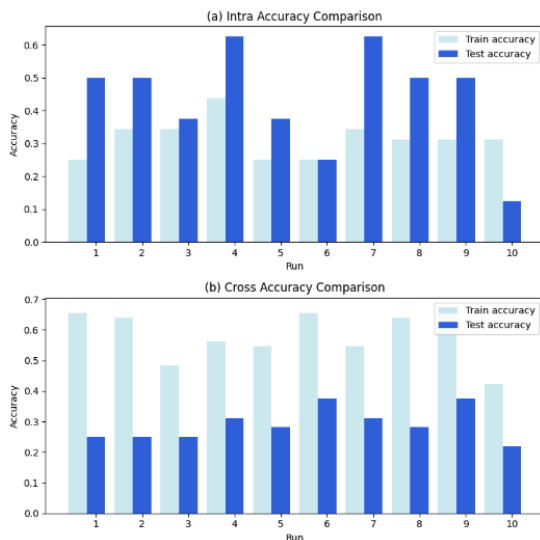 (a) Intra Accuracy Comparison
Train accuracy
Test accuracy
Accuracy
0.6
0.5
0.4
0.3
0.2
0.1
0.0
1 2 3 4 5 6 7 8 9 10
Run
(b) Cross Accuracy Comparison
Train accuracy
Test accuracy
Accuracy
0.7
0.6
0.5
0.4
0.3
0.2
0.1
0.0
1 2 3 4 5 6 7 8 9 10
Run